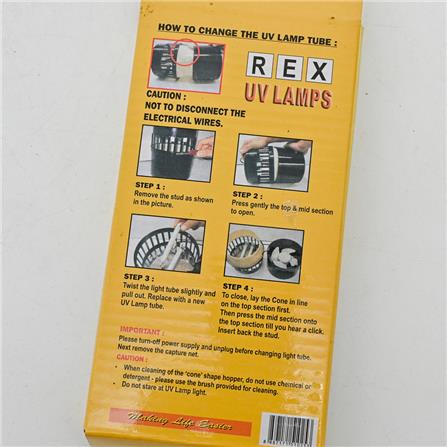 HOW TO CHANGE THE UV LAMP TUBE :
REX
UV LAMPS
CAUTION :
NOT TO DISCONNECT THE
ELECTRICAL WIRES.
STEP 1 :
Remove the stud as shown
in the picture.
STEP 2 :
Press gently the top & mid section
to open.
STEP 3 :
Twist the light tube slightly and
pull out. Replace with a new
UV Lamp tube.
STEP 4 :
To close, lay the Cone in line
on the top section first.
Then press the mid section onto
the top section till you hear a click.
Insert back the stud.
IMPORTANT :
Please turn-off power supply and unplug before changing light tube.
Next remove the capture net.
CAUTION :
• When cleaning of the 'cone' shape hopper, do not use chemical or
detergent - please use the brush provided for cleaning.
• Do not stare at UV Lamp light.
Making Life Easier